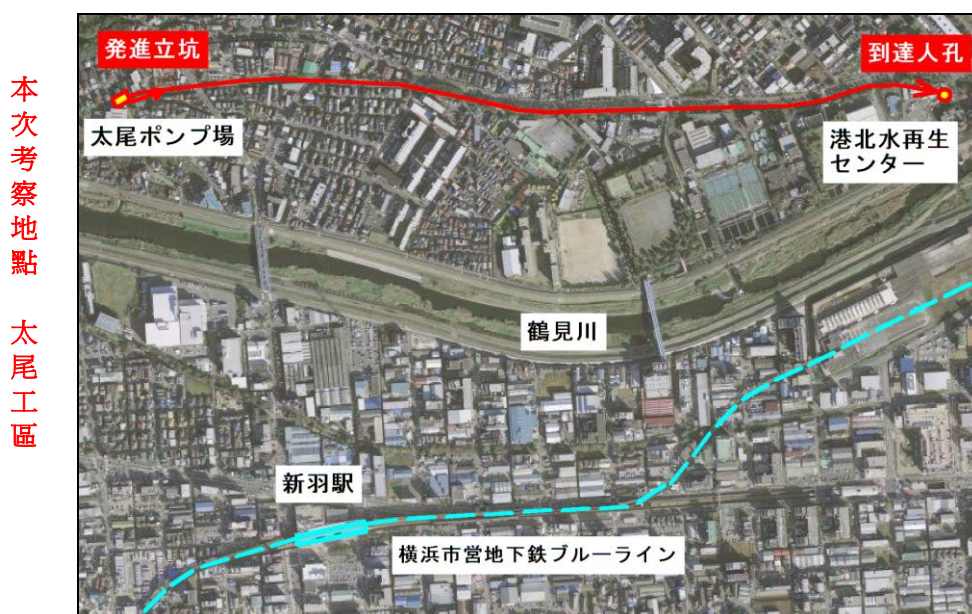 本次考察地點 太尾工區
発進立坑
到達人孔
太尾ポンプ場
港北水再生
センター
鶴見川
新羽駅
横浜市営地下鉄ブルーライン